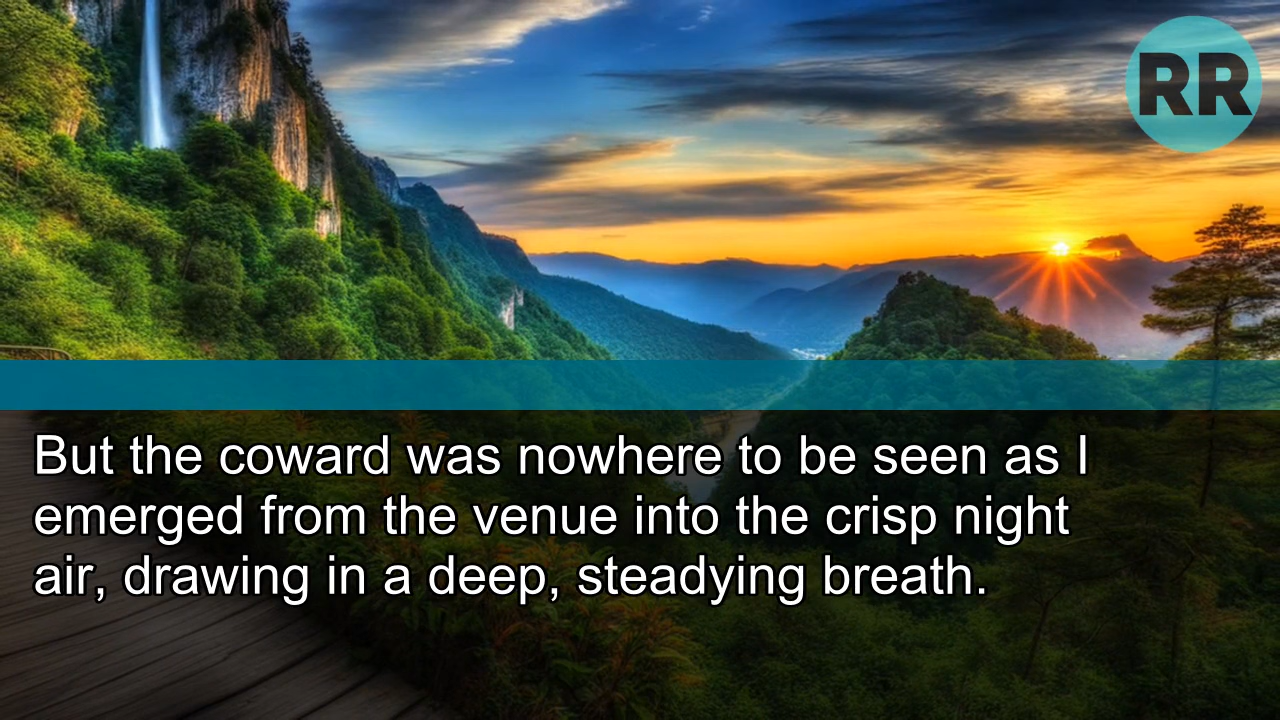 RR
But the coward was nowhere to be seen as I
emerged from the venue into the crisp night
air, drawing in a deep, steadying breath.